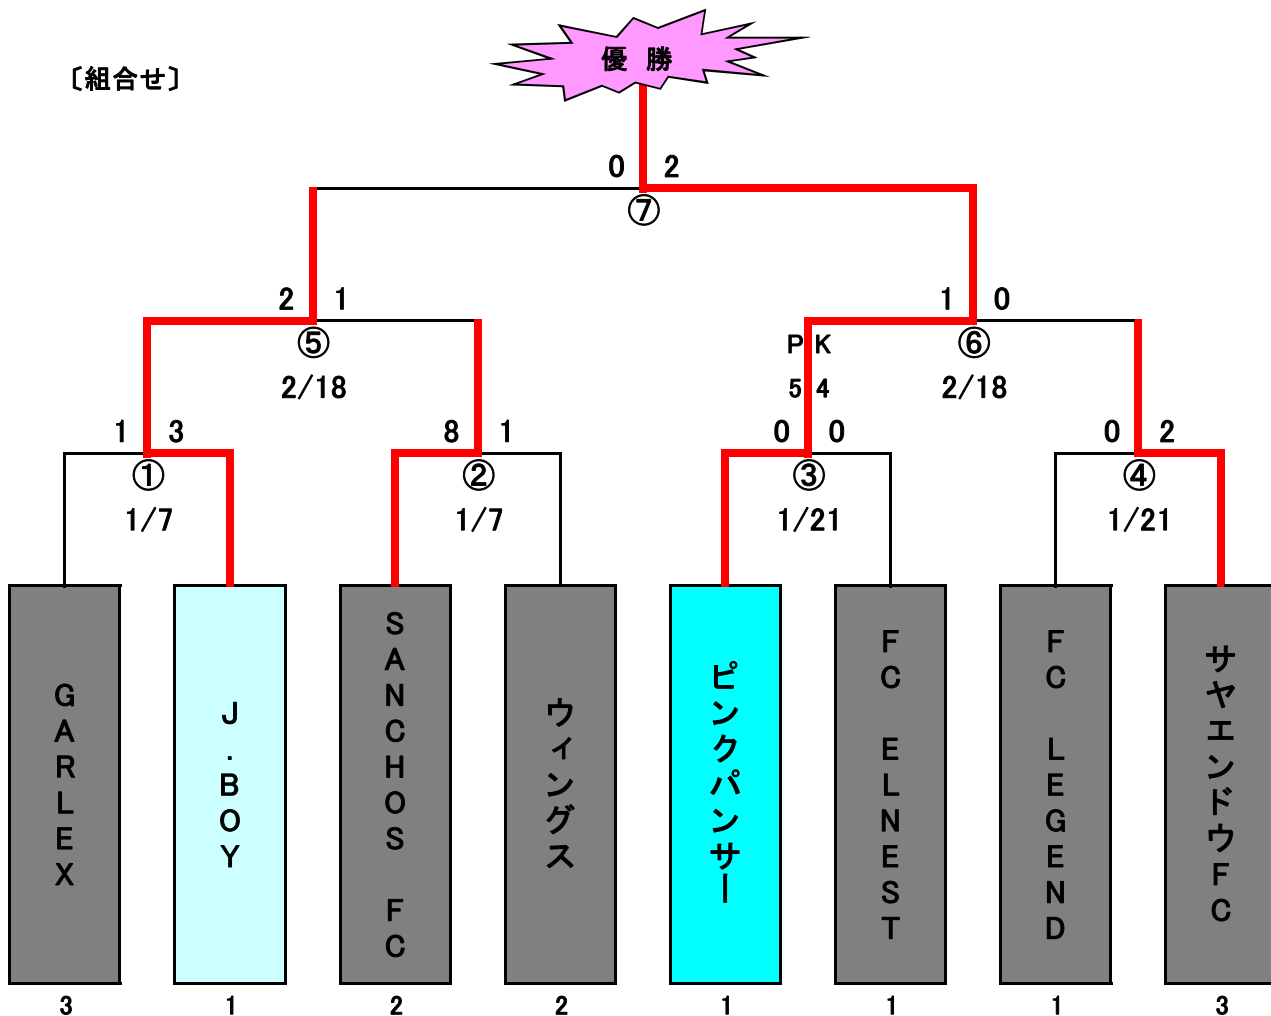 優 勝
〔組合せ〕
0 2
⑦
2 1
1 0
⑤
P K
⑥
2/18
5 4
2/18
1 3
8 1
0 0
0 2
①
②
③
④
1/7
1/7
1/21
1/21
GARLEX
J.BOY
SANCHOS FC
ウィングス
ピンクパンサー
FC ELNEST
FC LEGEND
サヤエンドウFC
3
1
2
2
1
1
1
3